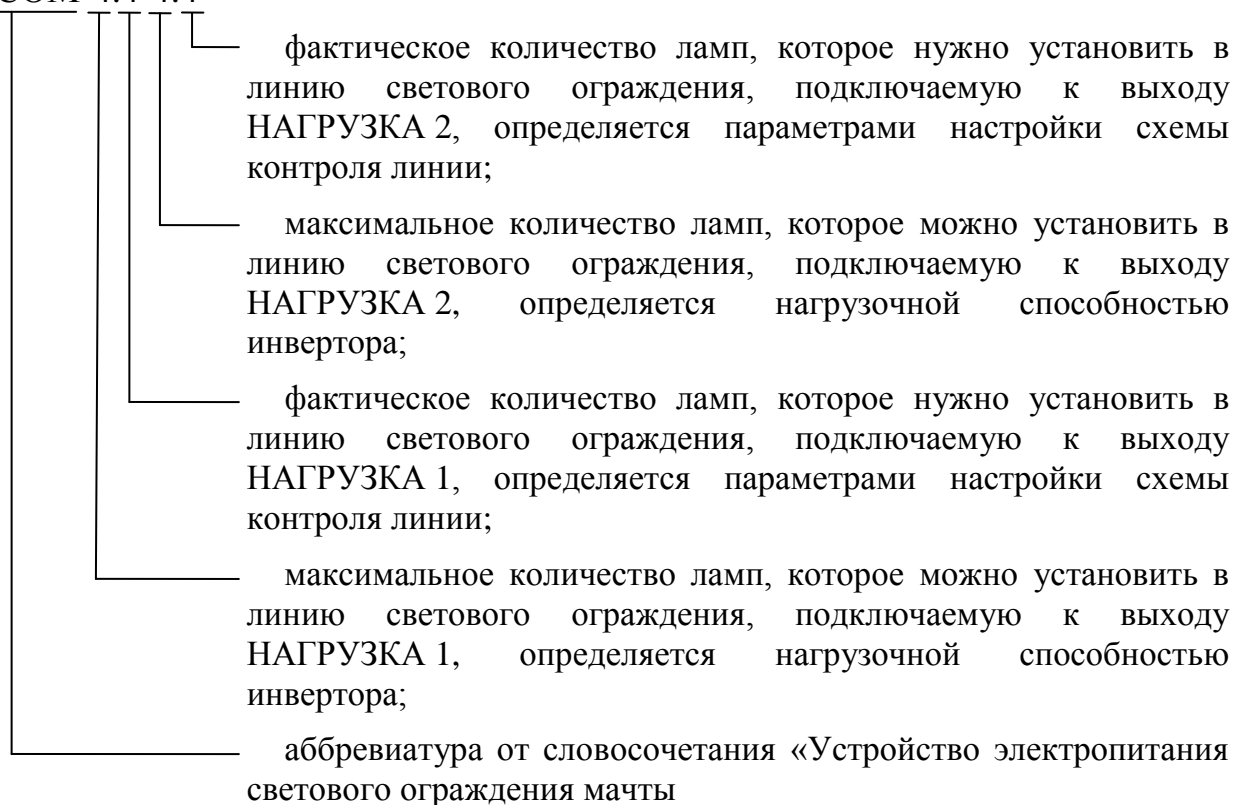 фактическое количество ламп, которое нужно установить в
линию светового ограждения, подключаемую к выходу
НАГРУЗКА 2, определяется параметрами настройки схемы
контроля линии;
максимальное количество ламп, которое можно установить в
линию светового ограждения, подключаемую к выходу
НАГРУЗКА 2, определяется нагрузочной способностью
инвертора;
фактическое количество ламп, которое нужно установить в
линию светового ограждения, подключаемую к выходу
НАГРУЗКА 1, определяется параметрами настройки схемы
контроля линии;
максимальное количество ламп, которое можно установить в
линию светового ограждения, подключаемую к выходу
НАГРУЗКА 1, определяется нагрузочной способностью
инвертора;
аббревиатура от словосочетания «Устройство электропитания
светового ограждения мачты